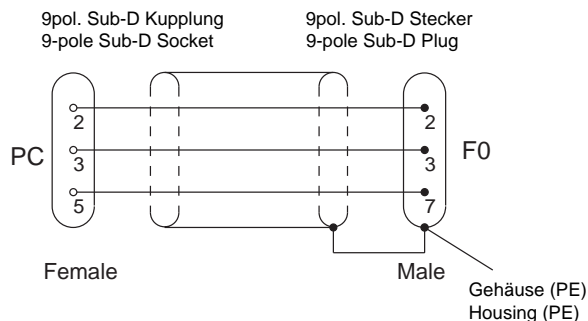 9pol. Sub-D Kupplung
9-pole Sub-D Socket
9pol. Sub-D Stecker
9-pole Sub-D Plug
2
2
PC
3
3
F0
5
7
Female
Male
Gehäuse (PE)
Housing (PE)